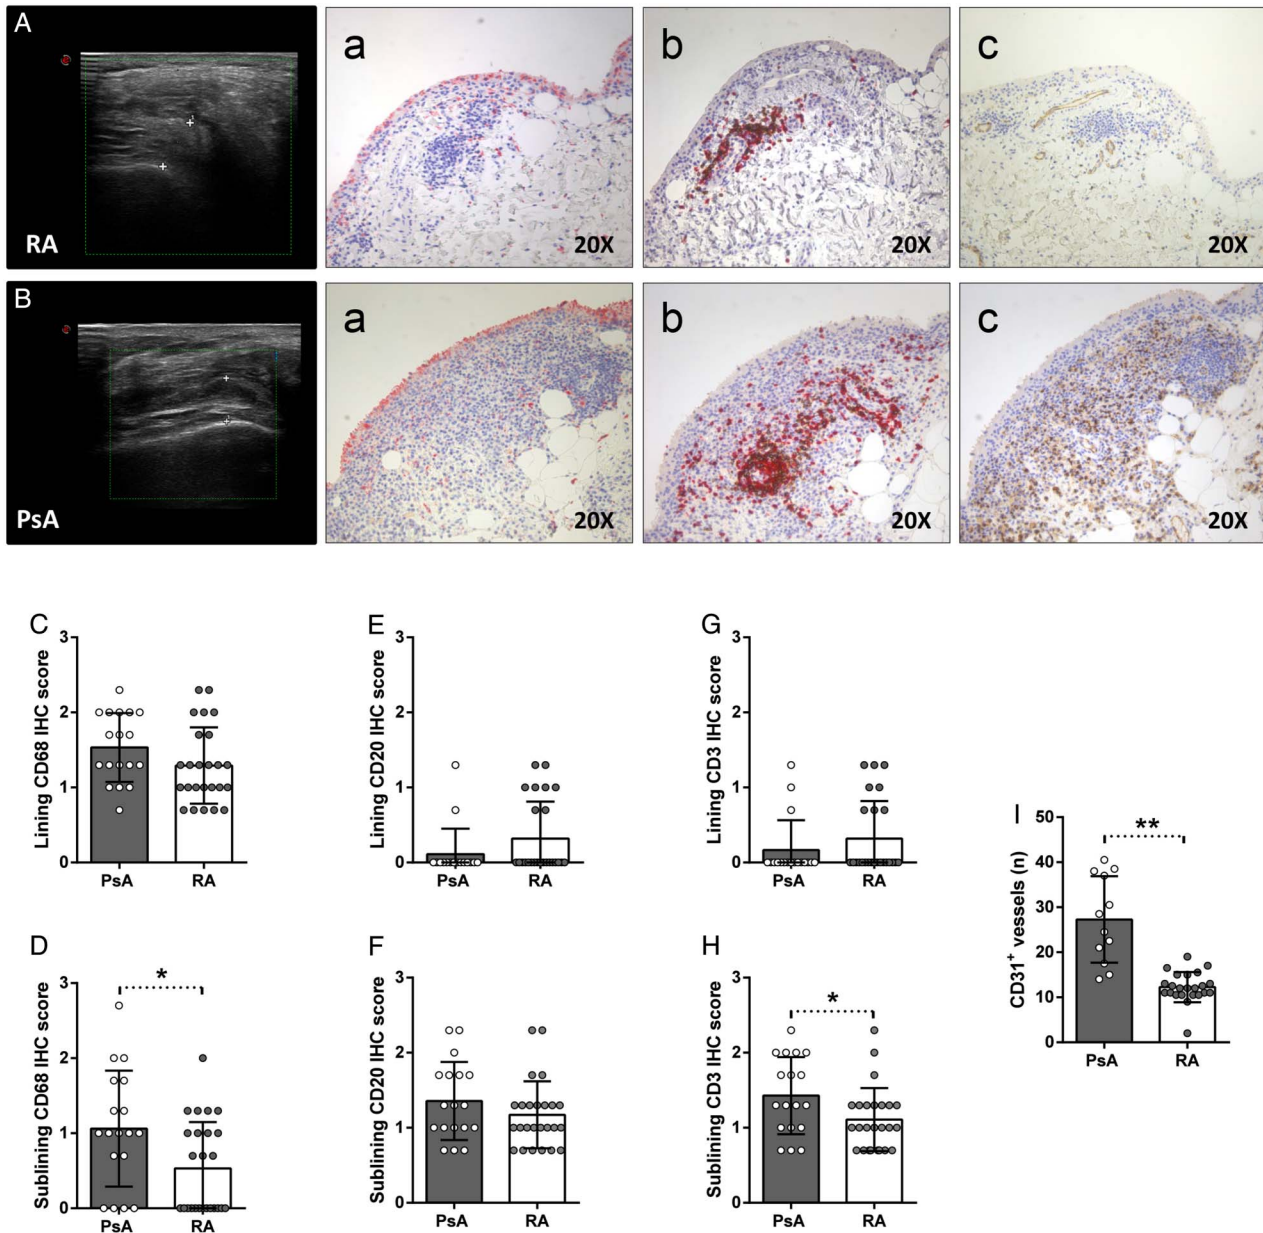 A
RA
a
20X
b
20X
c
20X
B
PsA
a
20X
b
20X
c
20X
C
3
2
1
0
Lining CD68 IHC score
PsA RA
E
3
2
1
0
Lining CD20 IHC score
PsA RA
G
3
2
1
0
Lining CD3 IHC score
PsA RA
D
3
2
1
0
Sublining CD68 IHC score
*
PsA RA
F
3
2
1
0
Sublining CD20 IHC score
PsA RA
H
3
2
1
0
Sublining CD3 IHC score
*
PsA RA
I
50
40
30
20
10
0
CD31+ vessels (n)
**
PsA RA